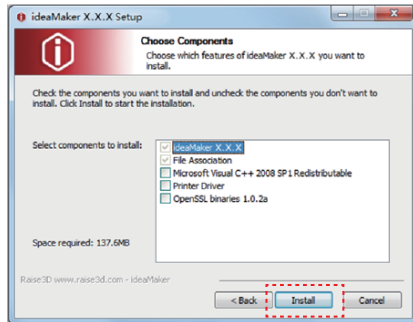 ideaMaker X.X.X Setup
Choose Components
Choose which features of ideaMaker X.X.X you want to
install.
Check the components you want to install and uncheck the components you don't want to
install. Click Install to start the installation.
Select components to install:
ideaMaker X.X.X
File Association
Microsoft Visual C++ 2008 SP1 Redistributable
Printer Driver
OpenSSL binaries 1.0.2a
Space required: 137.6MB
Raise3D www.raise3d.com - ideaMaker
< Back Install Cancel